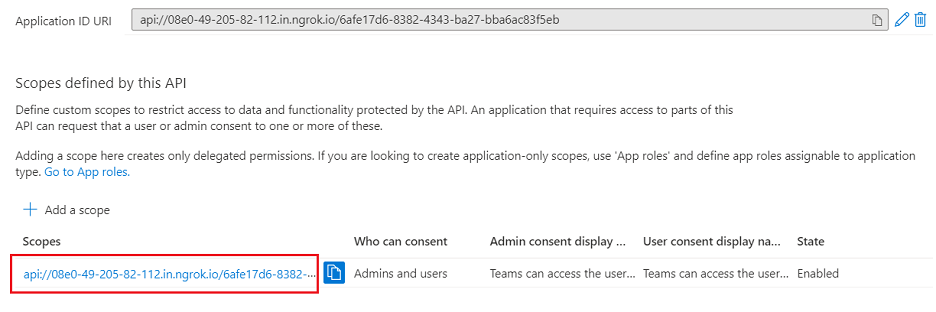 Application ID URI api://08e0-49-205-82-112.in.ngrok.io/6afe17d6-8382-4343-ba27-bba6ac83f5eb
Scopes defined by this API
Define custom scopes to restrict access to data and functionality protected by the API. An application that requires access to parts of this
API can request that a user or admin consent to one or more of these.
Adding a scope here creates only delegated permissions. If you are looking to create application-only scopes, use 'App roles' and define app roles assignable to application
type. Go to App roles.
Add a scope
Scopes Who can consent Admin consent display ... User consent display na... State
api://08e0-49-205-82-112.in.ngrok.io/6afe17d6-8382-... Admins and users Teams can access the user... Teams can access the user... Enabled